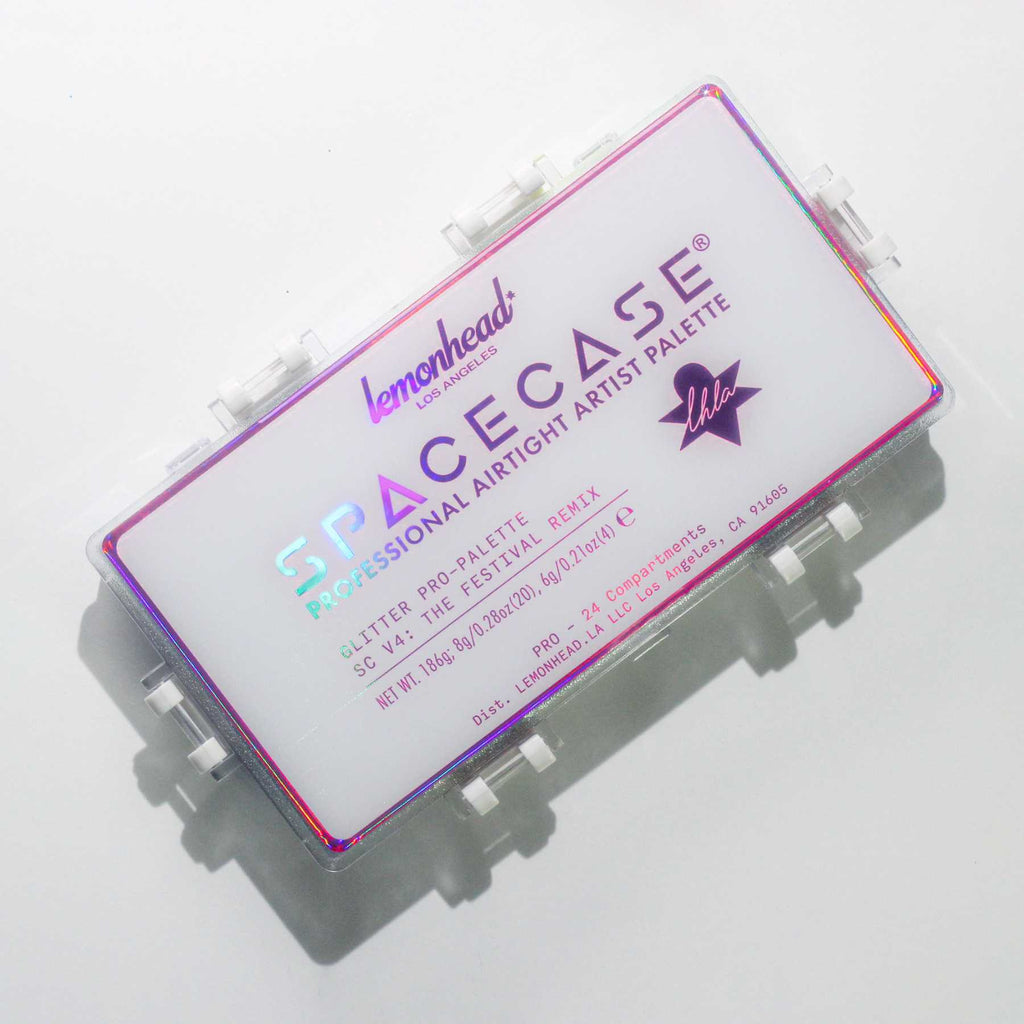 lemonhead*
LOS ANGELES
SPACECASE®
PROFESSIONAL AIRTIGHT ARTIST PALETTE
lhla
GLITTER PRO-PALETTE
SC V4: THE FESTIVAL REMIX
NET WT. 186g; 8g/0.28oz(20), 6g/0.21oz(4) ℮
PRO - 24 Compartments
Dist. LEMONHEAD.LA LLC Los Angeles, CA 91605